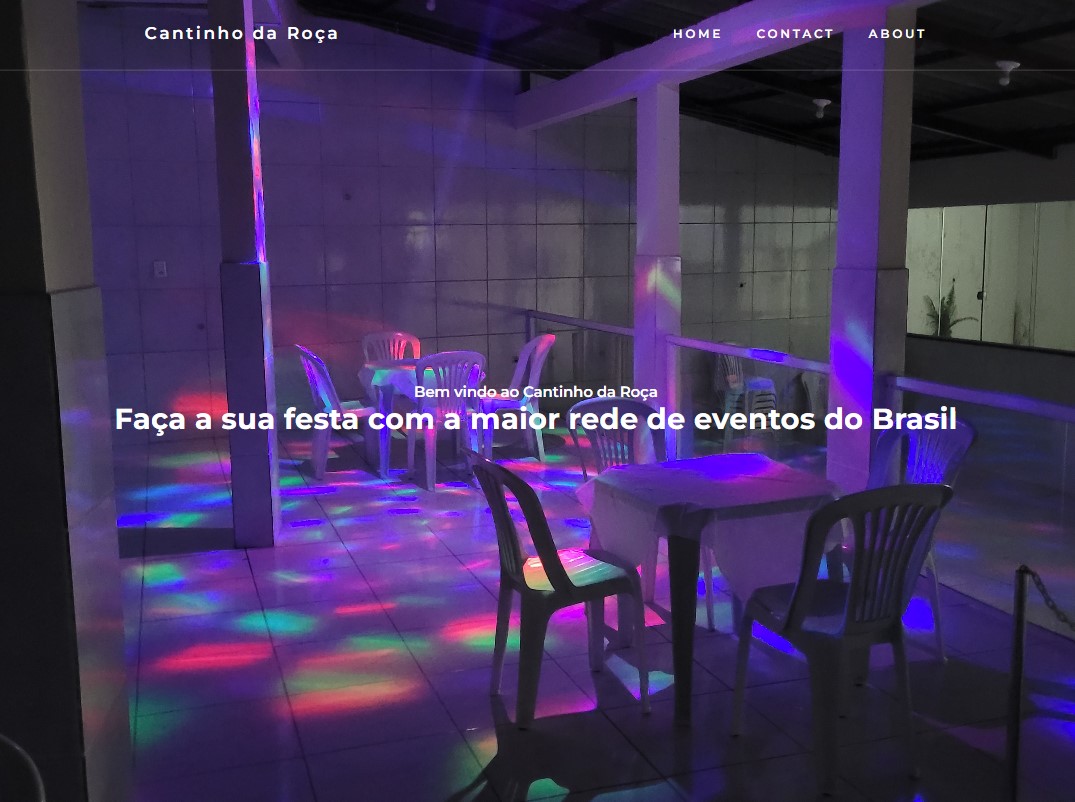 Cantinho da Roça
HOME CONTACT ABOUT
Bem vindo ao Cantinho da Roça
Faça a sua festa com a maior rede de eventos do Brasil